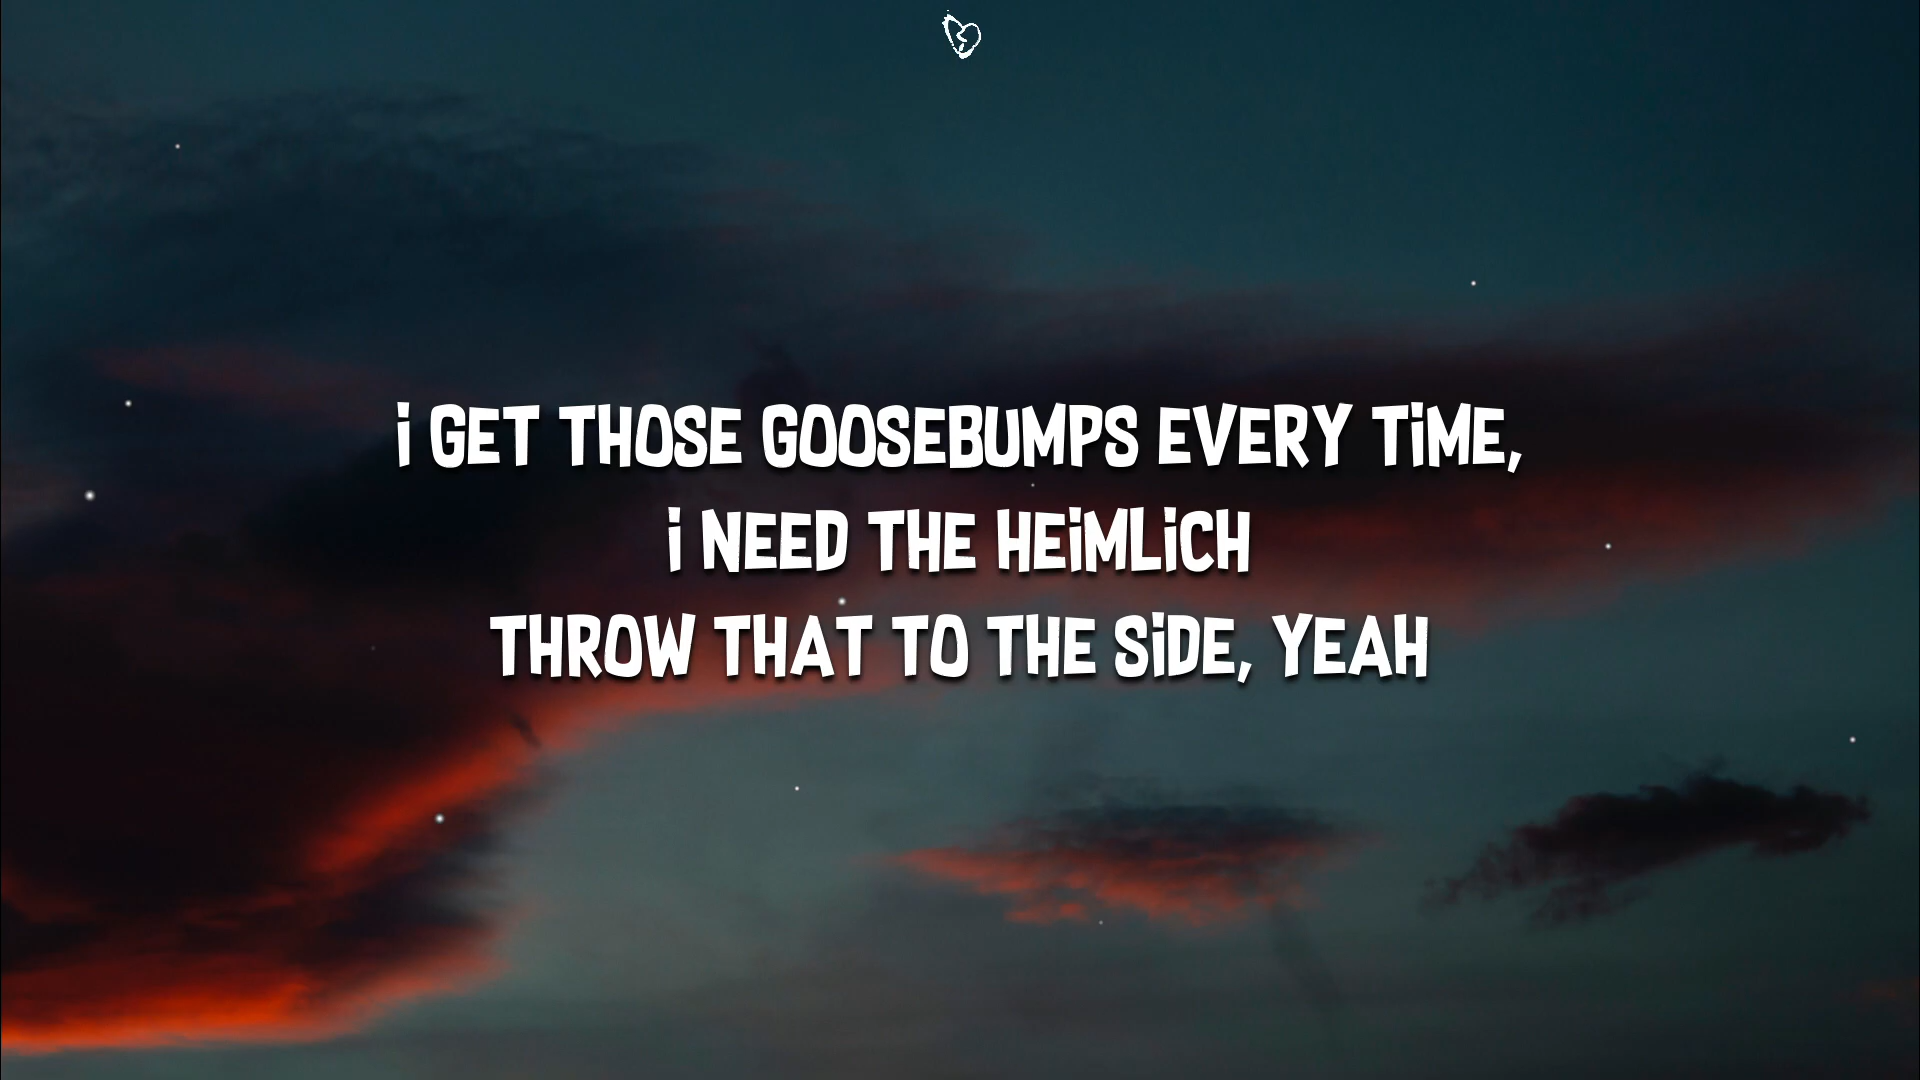 i GET THOSE GOOSEBUMPS EVERY TiME,
i NEED THE HEiMLiCH
THROW THAT TO THE SiDE, YEAH